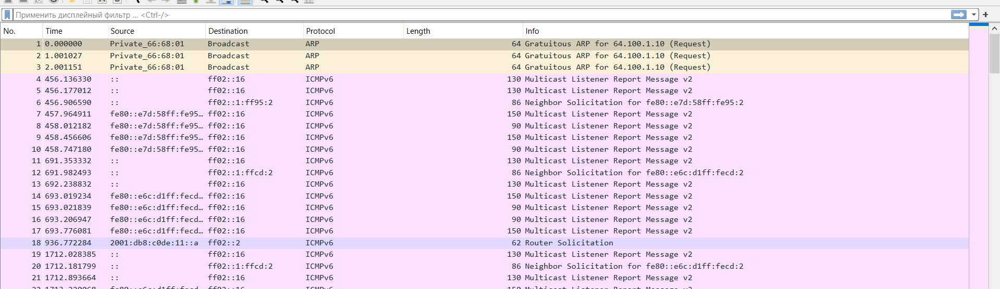 Применить дисплейный фильтр ... <Ctrl-/>
No. Time Source Destination Protocol Length Info
1 0.000000 Private_66:68:01 Broadcast ARP 64 Gratuitous ARP for 64.100.1.10 (Request)
2 1.001027 Private_66:68:01 Broadcast ARP 64 Gratuitous ARP for 64.100.1.10 (Request)
3 2.001151 Private_66:68:01 Broadcast ARP 64 Gratuitous ARP for 64.100.1.10 (Request)
4 456.136330 :: ff02::16 ICMPv6 130 Multicast Listener Report Message v2
5 456.177012 :: ff02::16 ICMPv6 130 Multicast Listener Report Message v2
6 456.906590 :: ff02::1:ff95:2 ICMPv6 86 Neighbor Solicitation for fe80::e7d:58ff:fe95:2
7 457.964911 fe80::e7d:58ff:fe95… ff02::16 ICMPv6 150 Multicast Listener Report Message v2
8 458.012182 fe80::e7d:58ff:fe95… ff02::16 ICMPv6 90 Multicast Listener Report Message v2
9 458.456606 fe80::e7d:58ff:fe95… ff02::16 ICMPv6 150 Multicast Listener Report Message v2
10 458.747180 fe80::e7d:58ff:fe95… ff02::16 ICMPv6 90 Multicast Listener Report Message v2
11 691.353332 :: ff02::16 ICMPv6 130 Multicast Listener Report Message v2
12 691.982493 :: ff02::1:ffcd:2 ICMPv6 86 Neighbor Solicitation for fe80::e6c:d1ff:fecd:2
13 692.238832 :: ff02::16 ICMPv6 130 Multicast Listener Report Message v2
14 693.019234 fe80::e6c:d1ff:fecd… ff02::16 ICMPv6 150 Multicast Listener Report Message v2
15 693.021839 fe80::e6c:d1ff:fecd… ff02::16 ICMPv6 90 Multicast Listener Report Message v2
16 693.206947 fe80::e6c:d1ff:fecd… ff02::16 ICMPv6 90 Multicast Listener Report Message v2
17 693.776081 fe80::e6c:d1ff:fecd… ff02::16 ICMPv6 150 Multicast Listener Report Message v2
18 936.772284 2001:db8:c0de:11::a ff02::2 ICMPv6 62 Router Solicitation
19 1712.028385 :: ff02::16 ICMPv6 130 Multicast Listener Report Message v2
20 1712.181799 :: ff02::1:ffcd:2 ICMPv6 86 Neighbor Solicitation for fe80::e6c:d1ff:fecd:2
21 1712.893664 :: ff02::16 ICMPv6 130 Multicast Listener Report Message v2